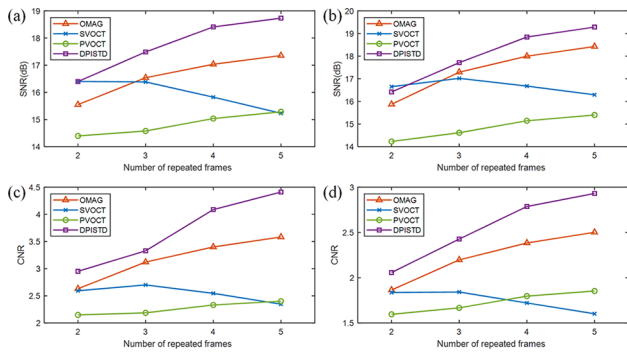 (a)
19
18
17
16
15
14
SNR(dB)
OMAG
SVOCT
PVOCT
DPISTD
2 3 4 5
Number of repeated frames
(b)
20
19
18
17
16
15
14
SNR(dB)
OMAG
SVOCT
PVOCT
DPISTD
2 3 4 5
Number of repeated frames
(c)
4.5
4
3.5
3
2.5
2
CNR
OMAG
SVOCT
PVOCT
DPISTD
2 3 4 5
Number of repeated frames
(d)
3
2.5
2
1.5
CNR
OMAG
SVOCT
PVOCT
DPISTD
2 3 4 5
Number of repeated frames